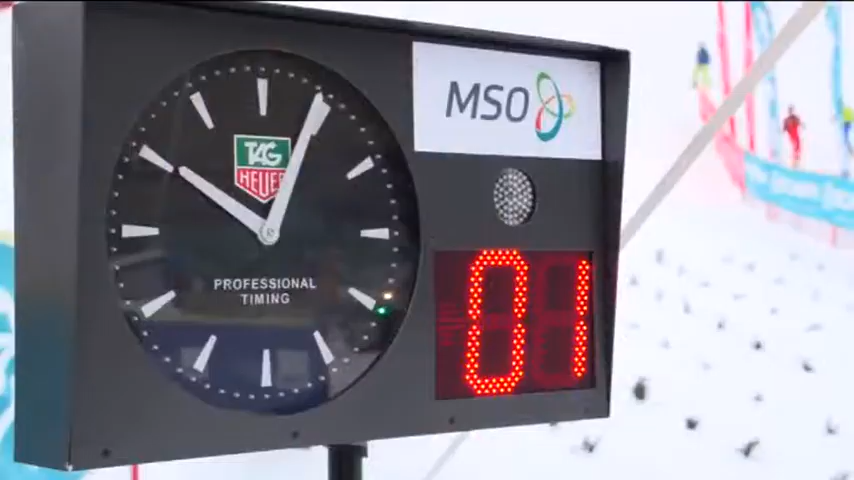 MSO
TAG
HEUER
PROFESSIONAL
TIMING
01